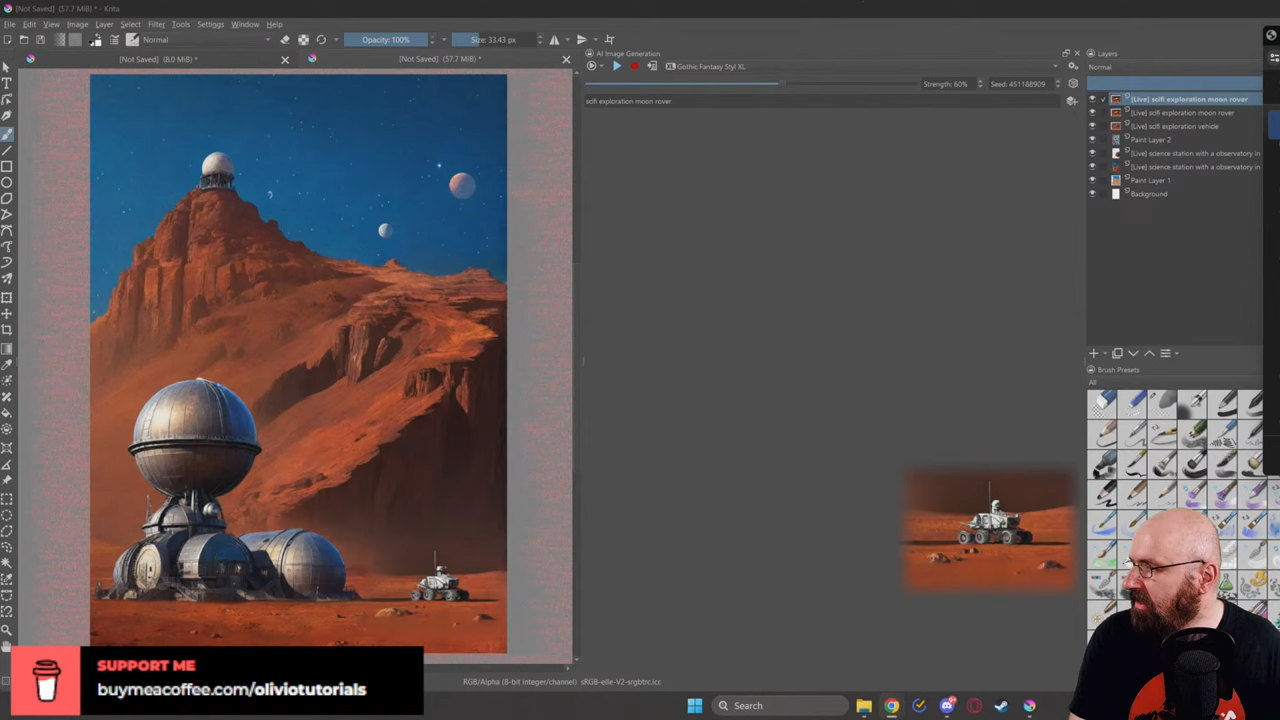 [Not Saved] (57.7 MiB) * - Krita
File Edit View Image Layer Select Filter Tools Settings Window Help
Normal Opacity: 100% Size: 33.43 px
[Not Saved] (8.0 MiB) * [Not Saved] (57.7 MiB) *
AI Image Generation
Gothic Fantasy Styl XL
Strength: 60% Seed: 451188909
scifi exploration moon rover
Layers
Normal
[Live] scifi exploration moon rover
[Live] scifi exploration moon rover
[Live] scifi exploration vehicle
Paint Layer 2
[Live] science station with a observatory in
[Live] science station with a observatory in
Paint Layer 1
Background
Brush Presets
All
SUPPORT ME
buymeacoffee.com/oliviotutorials
RGB/Alpha (8-bit integer/channel) sRGB-elle-V2-srgbtrc.icc
Search